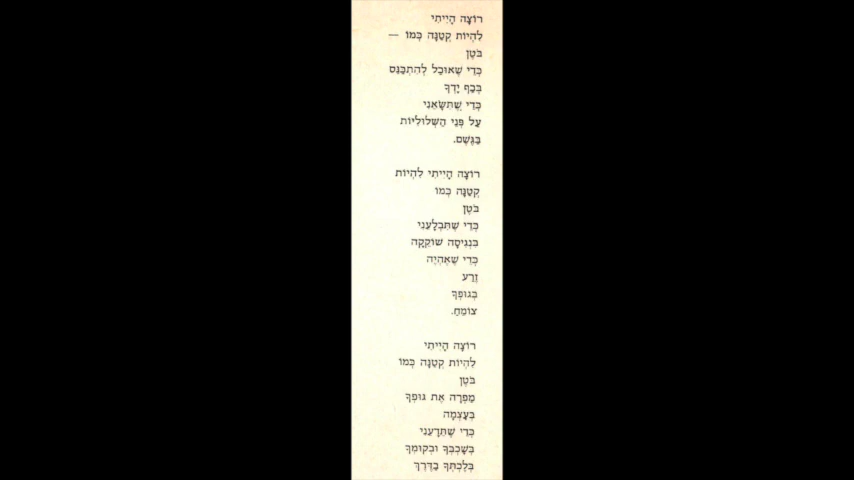 רוֹצָה הָיִיתִי
לִהְיוֹת קְטַנָּה כְּמוֹ —
בֹּטֶן
כְּדֵי שֶׁאוּכַל לְהִתְכַּנֵּס
בְּכַף יָדְךָ
כְּדֵי שֶׁתִּשָּׂאֵנִי
עַל פְּנֵי הַשְּׁלוּלִיּוֹת
בַּגֶּשֶׁם.
רוֹצָה הָיִיתִי לִהְיוֹת
קְטַנָּה כְּמוֹ
בֹּטֶן
כְּדֵי שֶׁתִּבְלָעֵנִי
בִּנְגִיסָה שׁוֹקֵקָה
כְּדֵי שֶׁאֶהְיֶה
זֶרַע
בְּגוּפְךָ
צוֹמֵחַ.
רוֹצָה הָיִיתִי
לִהְיוֹת קְטַנָּה כְּמוֹ
בֹּטֶן
מַפְרָה אֶת גּוּפְךָ
בְּעָצְמָה
כְּדֵי שֶׁתֵּדָעֵנִי
בְּשָׁכְבְּךָ וּבְקוּמְךָ
בְּלֶכְתְּךָ בַדֶּרֶךְ